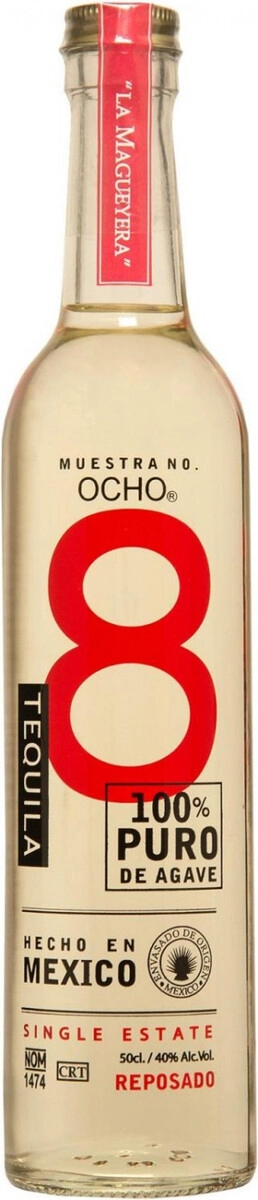 "LA MAGUEYERA"
MUESTRA NO.
OCHO®
8
TEQUILA
100%
PURO
DE AGAVE
HECHO EN
MEXICO
ENVASADO DE ORIGEN
MÉXICO
SINGLE ESTATE
NOM
1474
CRT
50cl. / 40% Alc.Vol.
REPOSADO